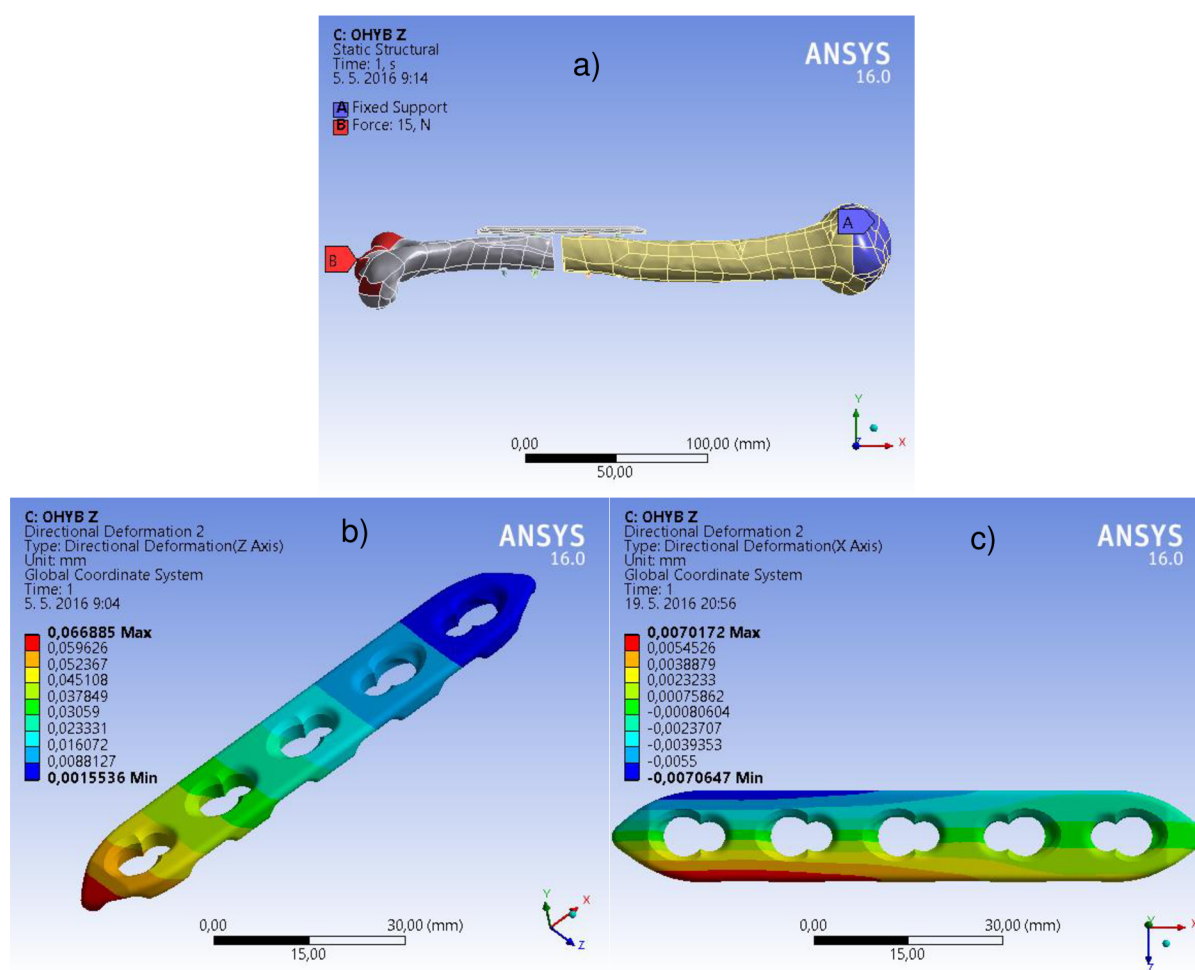 C: OHYB Z
Static Structural
Time: 1, s
5. 5. 2016 9:14
A Fixed Support
B Force: 15, N
a)
ANSYS
16.0
A
B
Y
Z
X
0,00
100,00 (mm)
50,00
C: OHYB Z
Directional Deformation 2
Type: Directional Deformation(Z Axis)
Unit: mm
Global Coordinate System
Time: 1
5. 5. 2016 9:04
b)
ANSYS
16.0
0,066885 Max
0,059626
0,052367
0,045108
0,037849
0,03059
0,023331
0,016072
0,0088127
0,0015536 Min
Y
X
Z
0,00
30,00 (mm)
15,00
C: OHYB Z
Directional Deformation 2
Type: Directional Deformation(X Axis)
Unit: mm
Global Coordinate System
Time: 1
19. 5. 2016 20:56
c)
ANSYS
16.0
0,0070172 Max
0,0054526
0,0038879
0,0023233
0,00075862
-0,00080604
-0,0023707
-0,0039353
-0,0055
-0,0070647 Min
0,00
30,00 (mm)
15,00
Y
X
Z